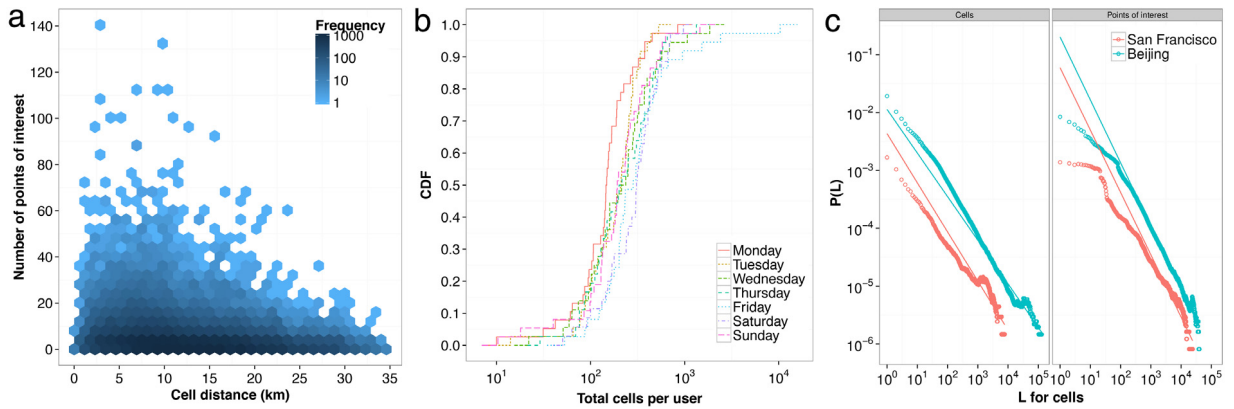 a
Number of points of interest
140
120
100
80
60
40
20
0
0 5 10 15 20 25 30 35
Cell distance (km)
Frequency
1000
100
10
1
b
CDF
1.0
0.9
0.8
0.7
0.6
0.5
0.4
0.3
0.2
0.1
0.0
10¹ 10² 10³ 10⁴
Total cells per user
Monday
Tuesday
Wednesday
Thursday
Friday
Saturday
Sunday
c
Cells Points of interest
San Francisco
Beijing
P(L)
10⁻¹
10⁻²
10⁻³
10⁻⁴
10⁻⁵
10⁻⁶
10⁰ 10¹ 10² 10³ 10⁴ 10⁵ 10⁰ 10¹ 10² 10³ 10⁴ 10⁵
L for cells